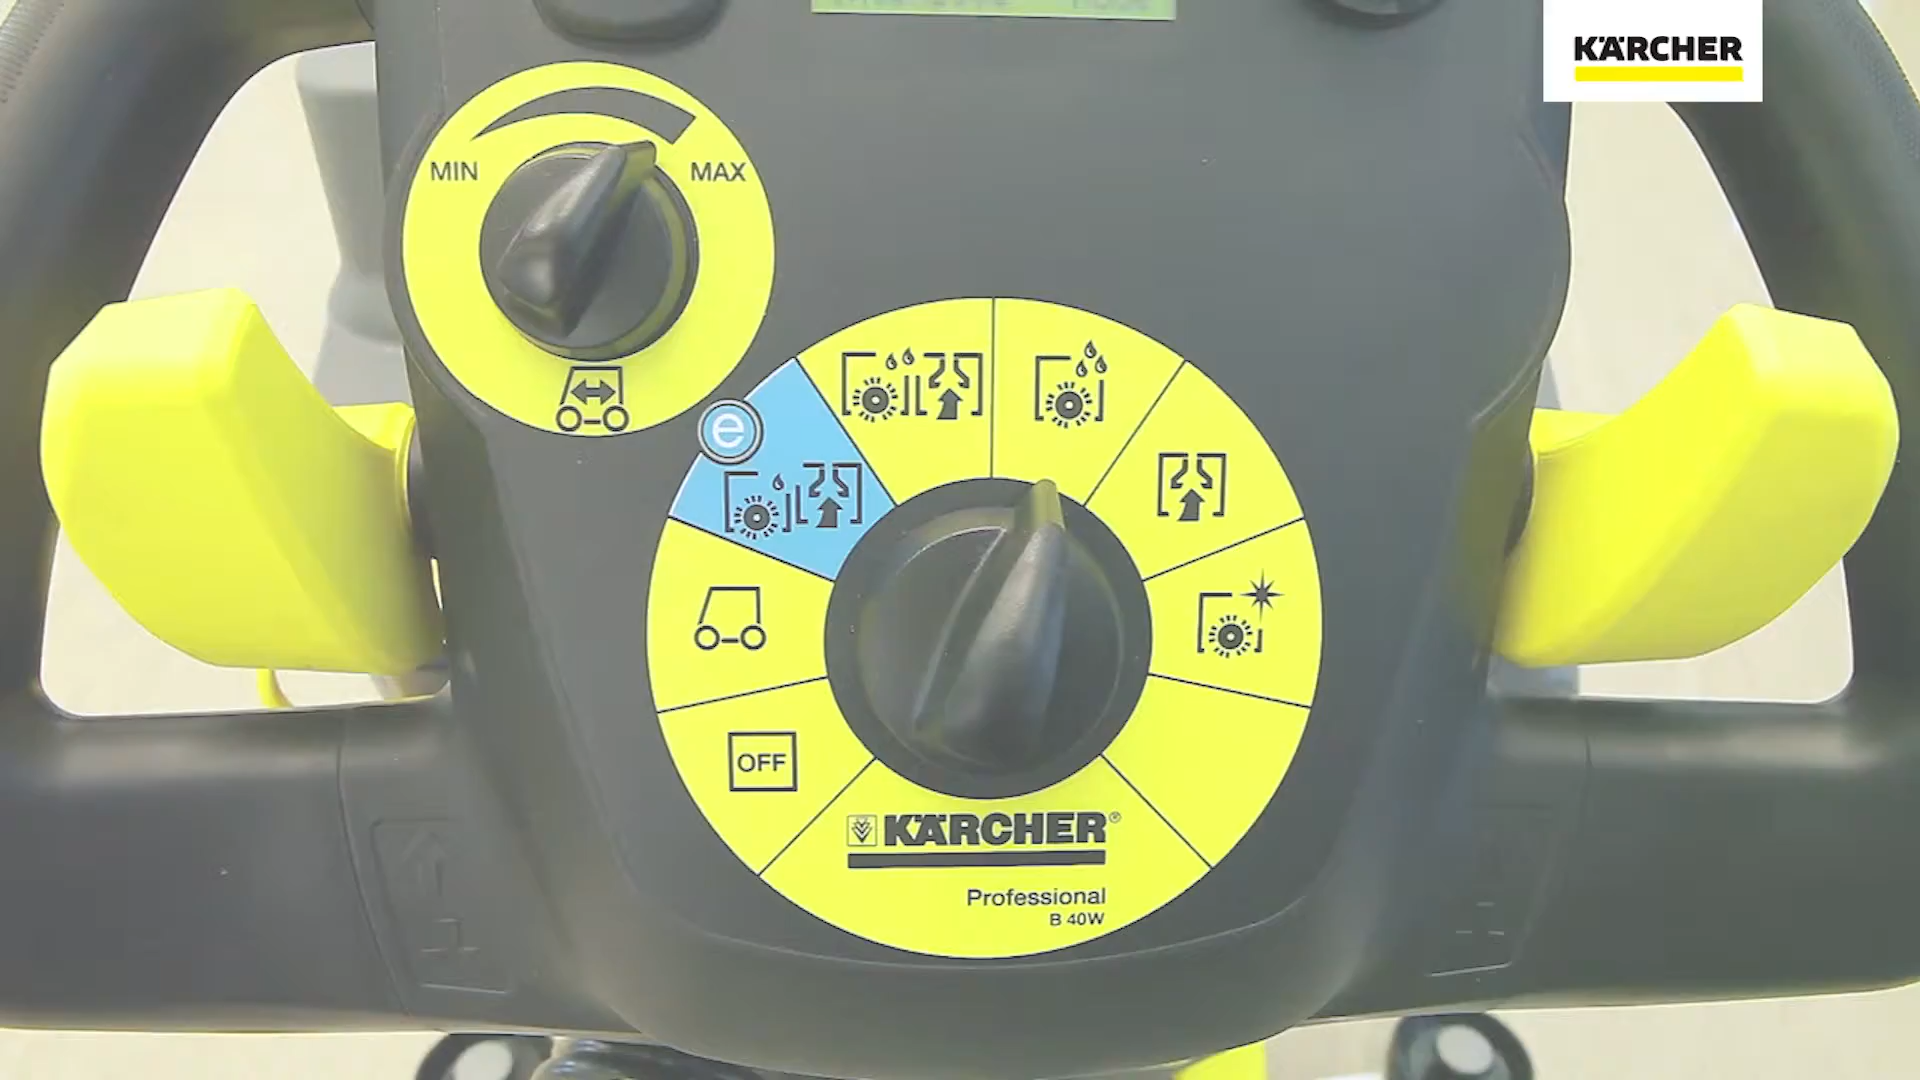 KÄRCHER
MIN
MAX
e
OFF
KÄRCHER®
Professional
B 40W